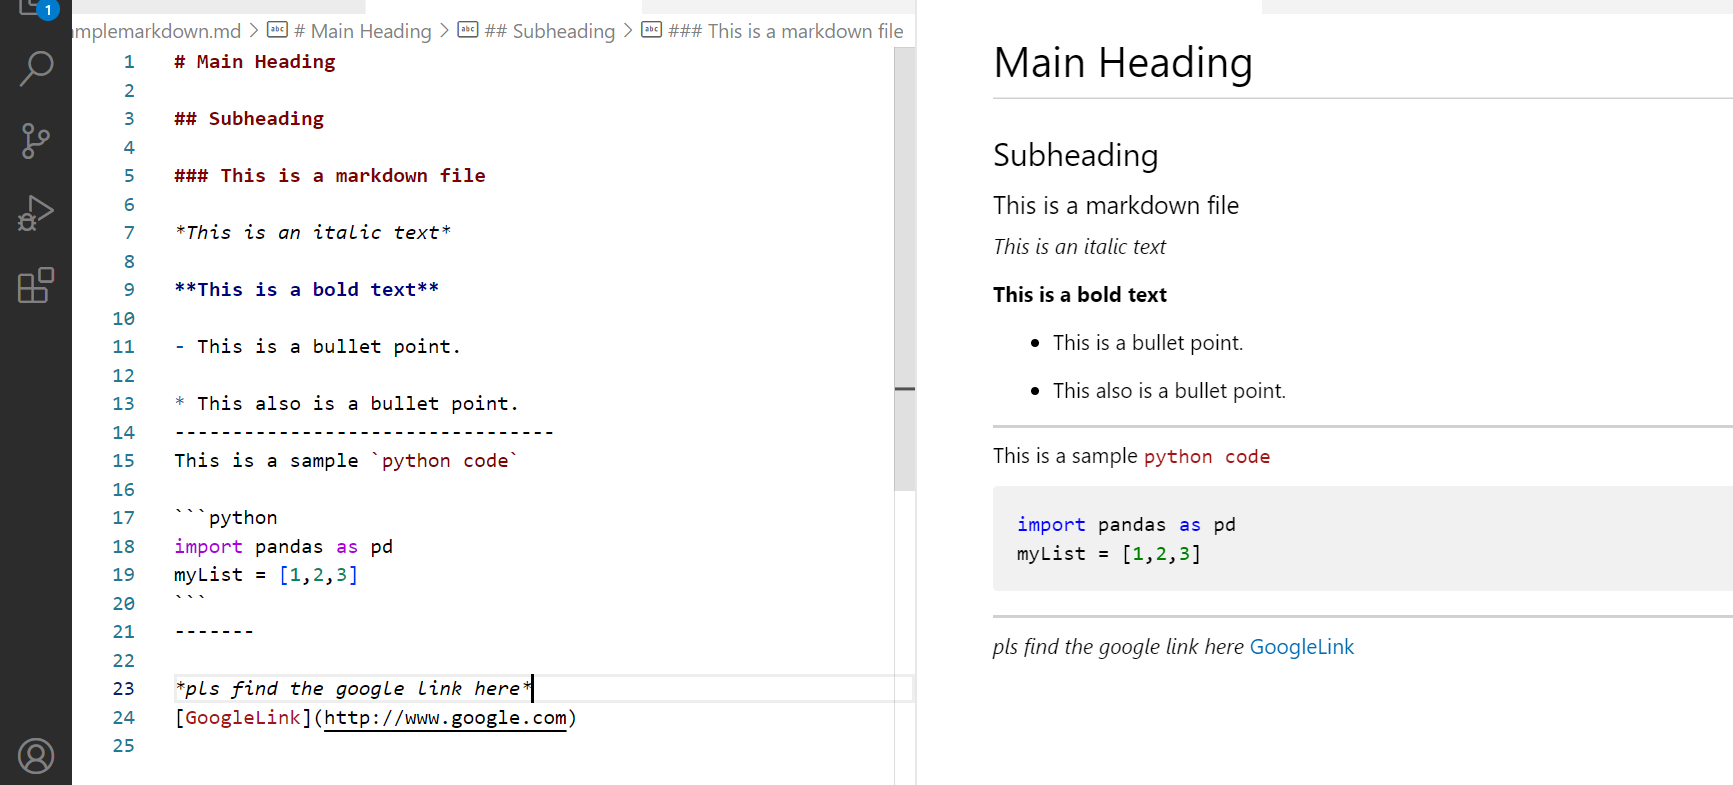 1
mplemarkdown.md > # Main Heading > ## Subheading > ### This is a markdown file
1 # Main Heading
2
3 ## Subheading
4
5 ### This is a markdown file
6
7 *This is an italic text*
8
9 **This is a bold text**
10
11 - This is a bullet point.
12
13 * This also is a bullet point.
14 ---------------------------------
15 This is a sample `python code`
16
17 ```python
18 import pandas as pd
19 myList = [1,2,3]
20 ```
21 -------
22
23 *pls find the google link here*
24 [GoogleLink](http://www.google.com)
25
Main Heading
Subheading
This is a markdown file
This is an italic text
This is a bold text
• This is a bullet point.
• This also is a bullet point.
This is a sample python code
import pandas as pd
myList = [1,2,3]
pls find the google link here GoogleLink